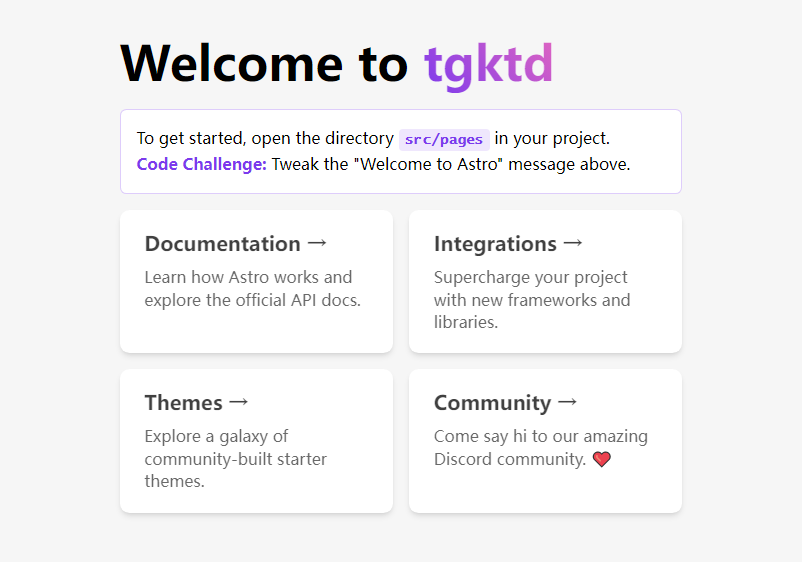 Welcome to tgktd
To get started, open the directory src/pages in your project.
Code Challenge: Tweak the "Welcome to Astro" message above.
Documentation →
Learn how Astro works and
explore the official API docs.
Integrations →
Supercharge your project
with new frameworks and
libraries.
Themes →
Explore a galaxy of
community-built starter
themes.
Community →
Come say hi to our amazing
Discord community. ❤️